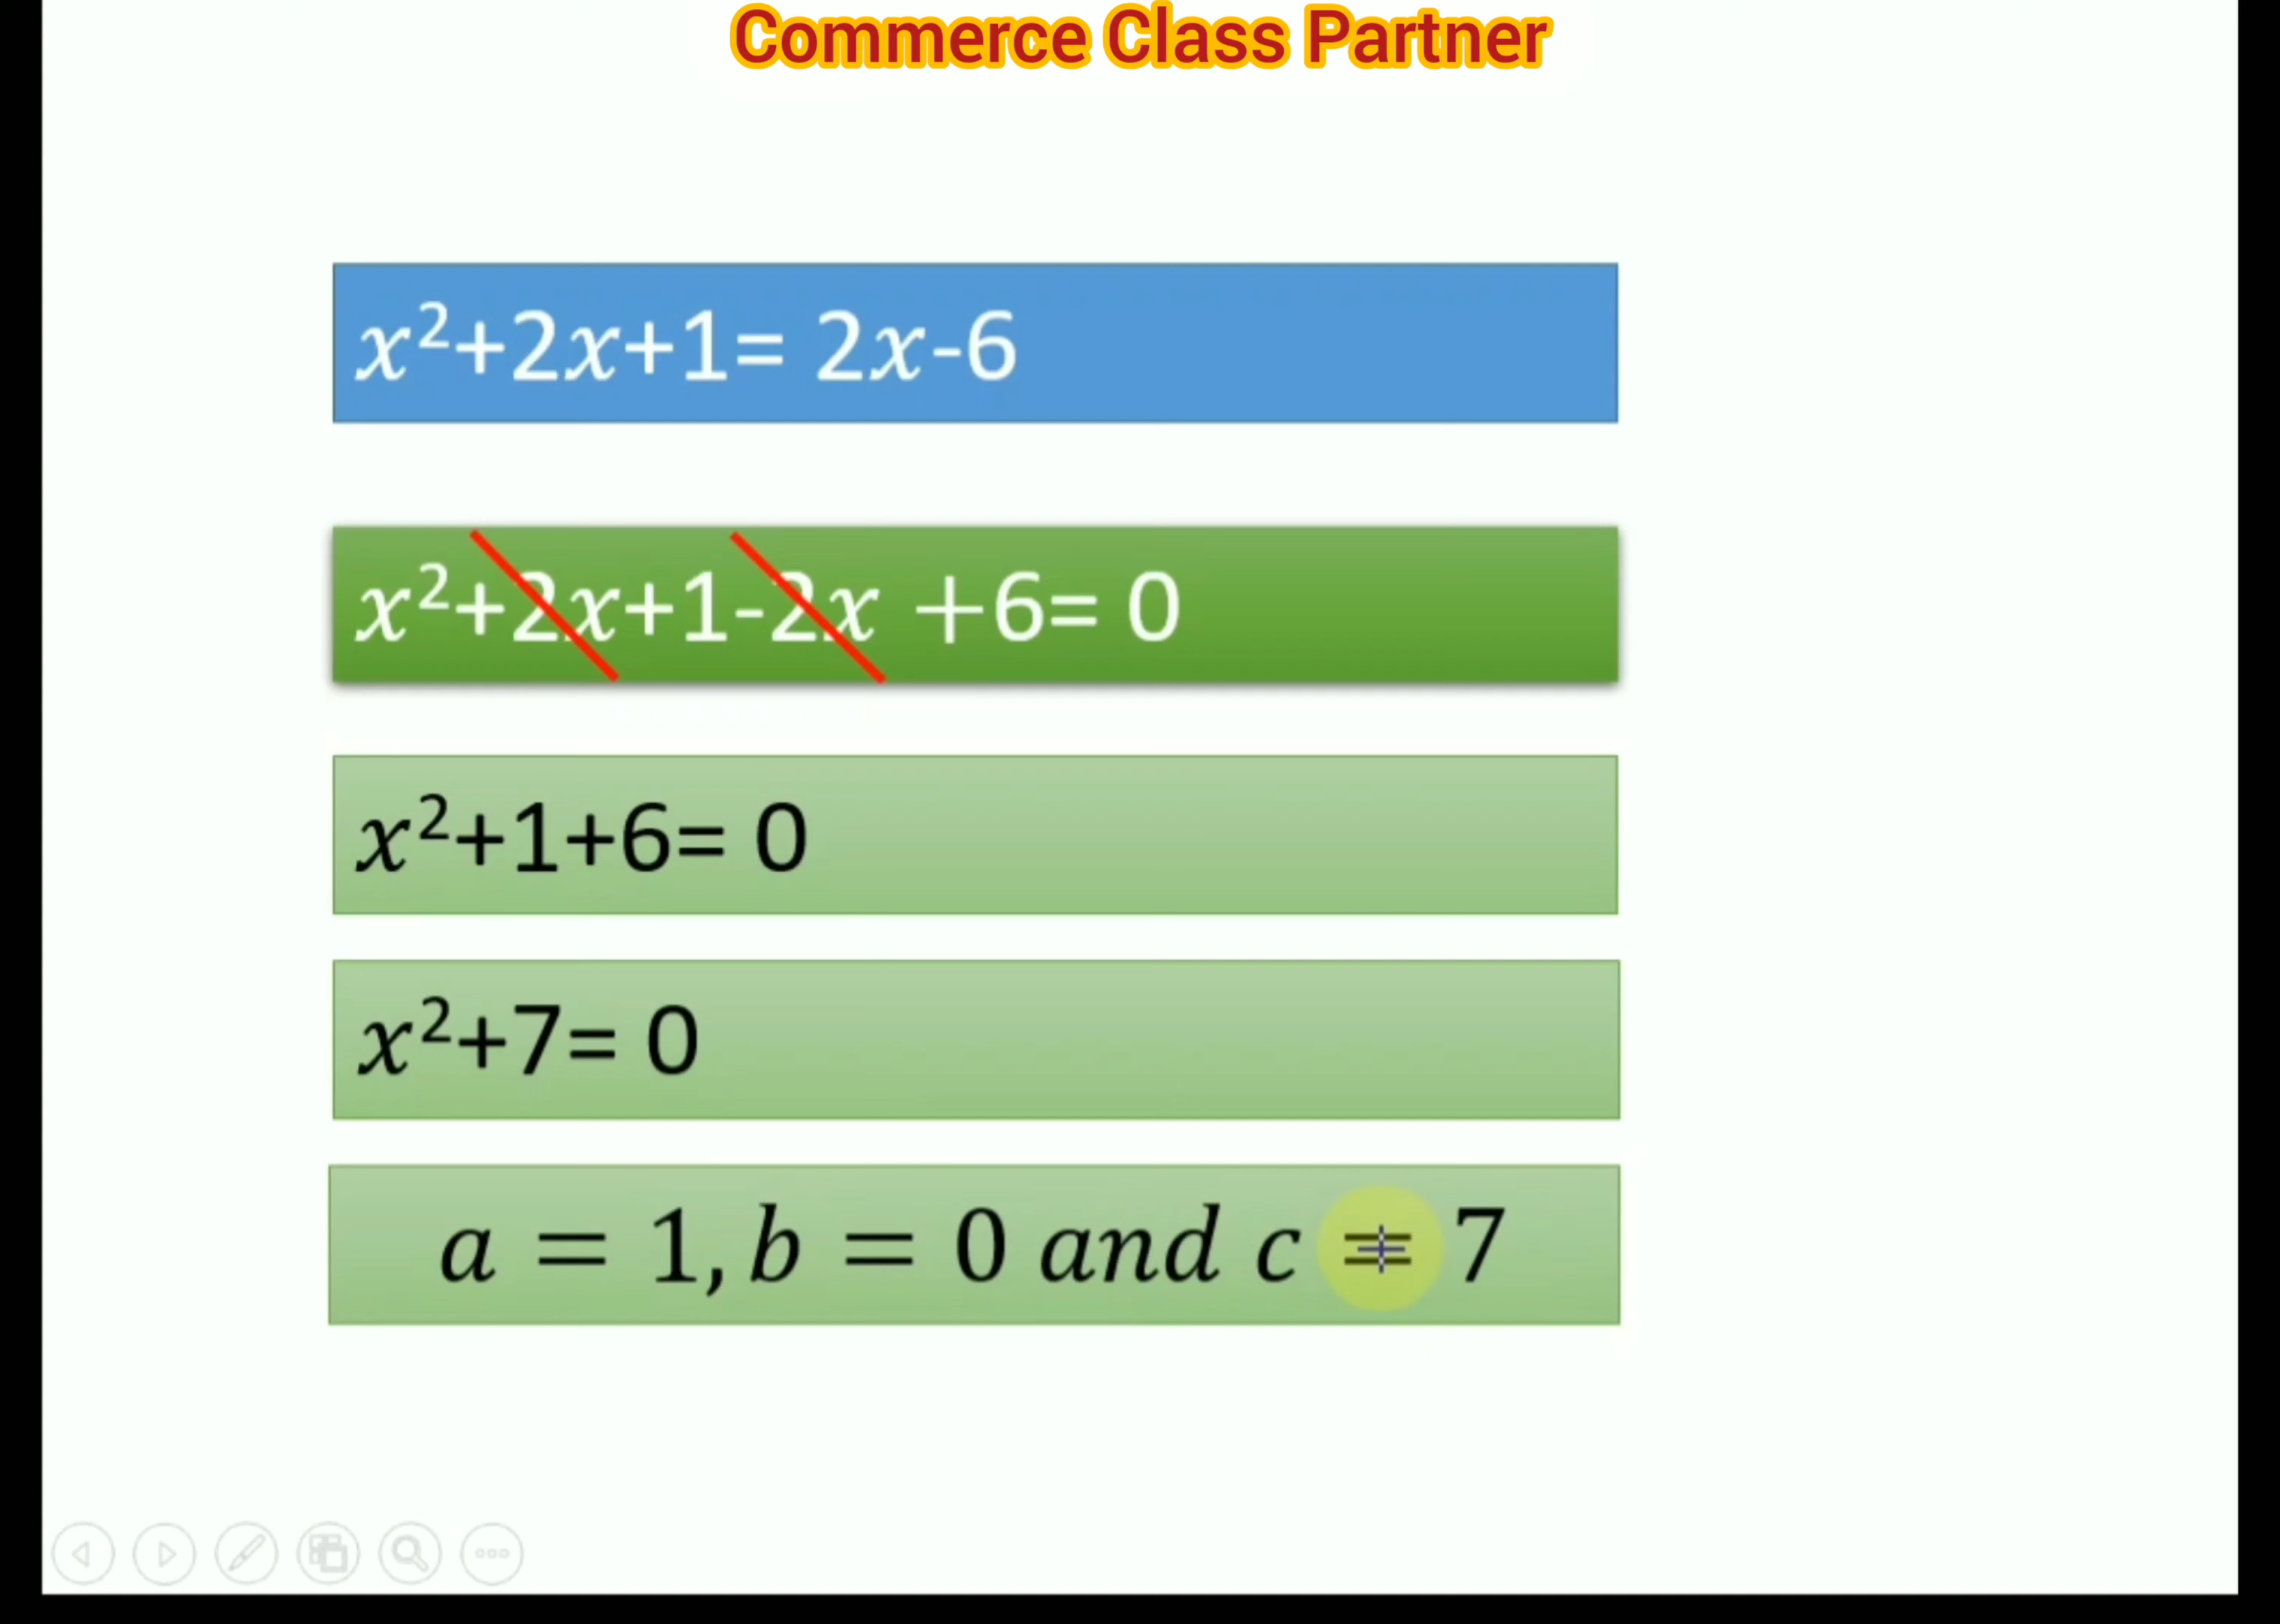 Commerce Class Partner
x²+2x+1= 2x-6
x²+2x+1-2x +6= 0
x²+1+6= 0
x²+7= 0
a = 1, b = 0 and c = 7